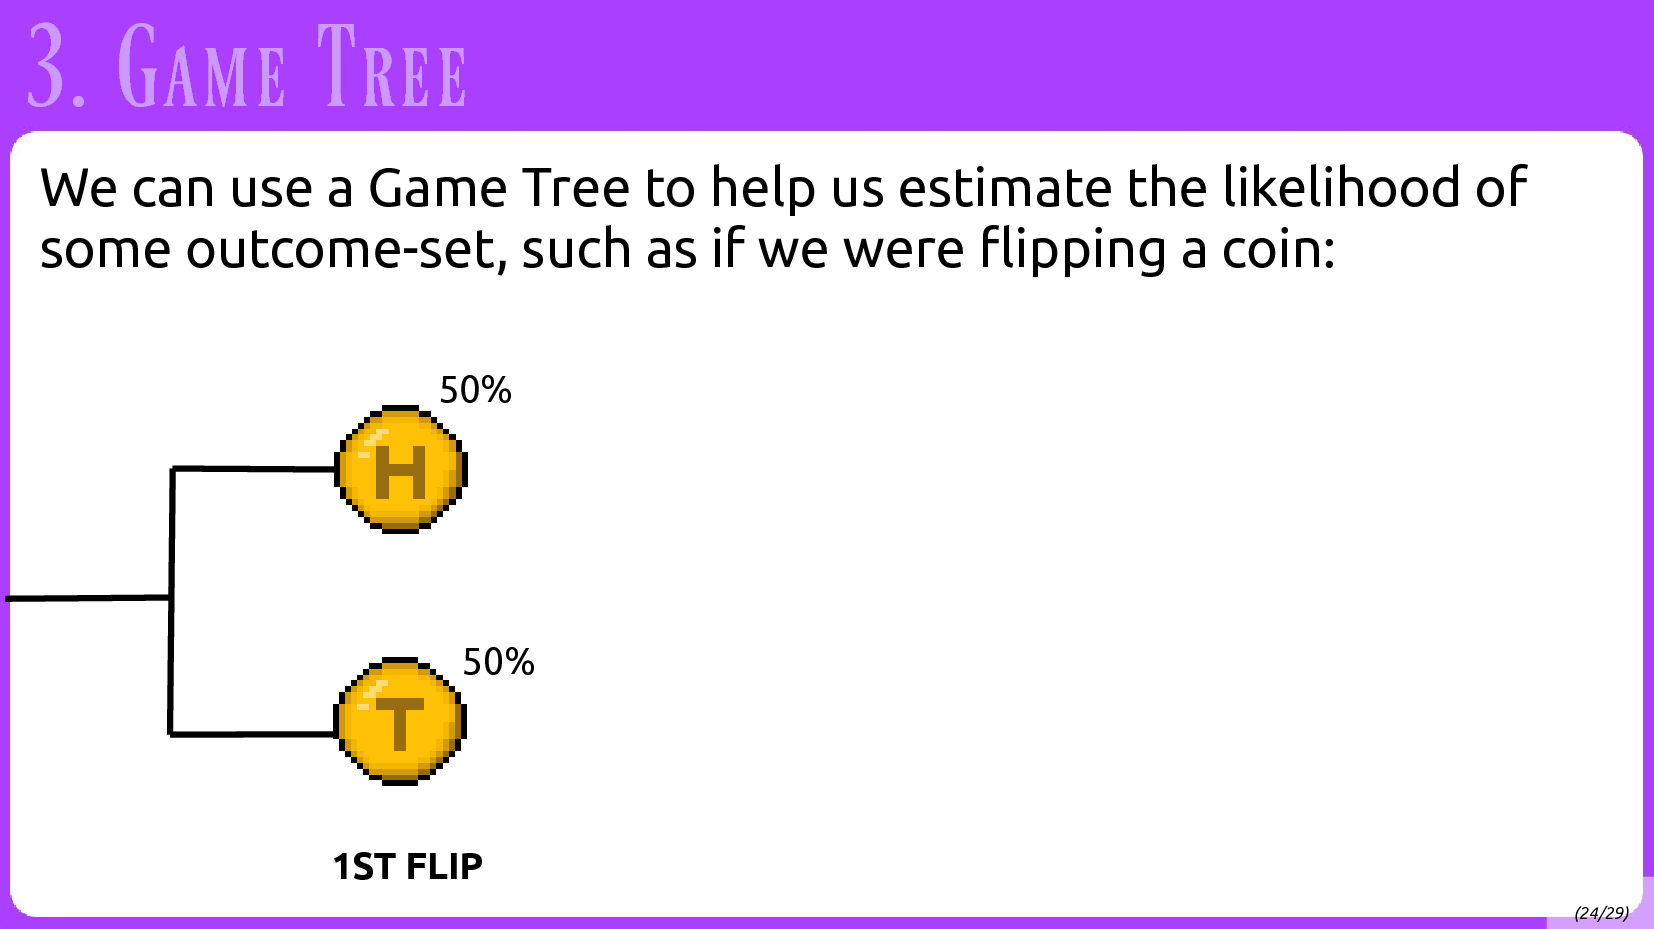 3. Game Tree
We can use a Game Tree to help us estimate the likelihood of
some outcome-set, such as if we were flipping a coin:
50%
H
50%
T
1ST FLIP
(24/29)